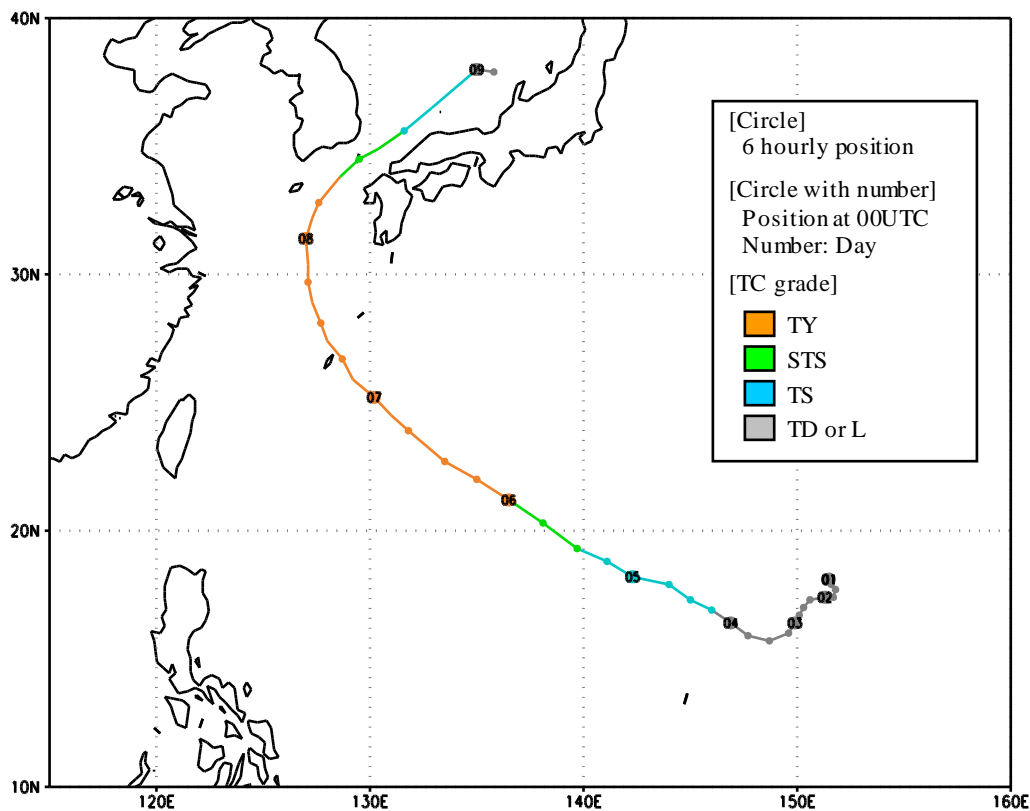 40N
30N
20N
10N
120E
130E
140E
150E
160E
09
08
07
06
05
04
03
02
01
[Circle]
6 hourly position
[Circle with number]
Position at 00UTC
Number: Day
[TC grade]
TY
STS
TS
TD or L